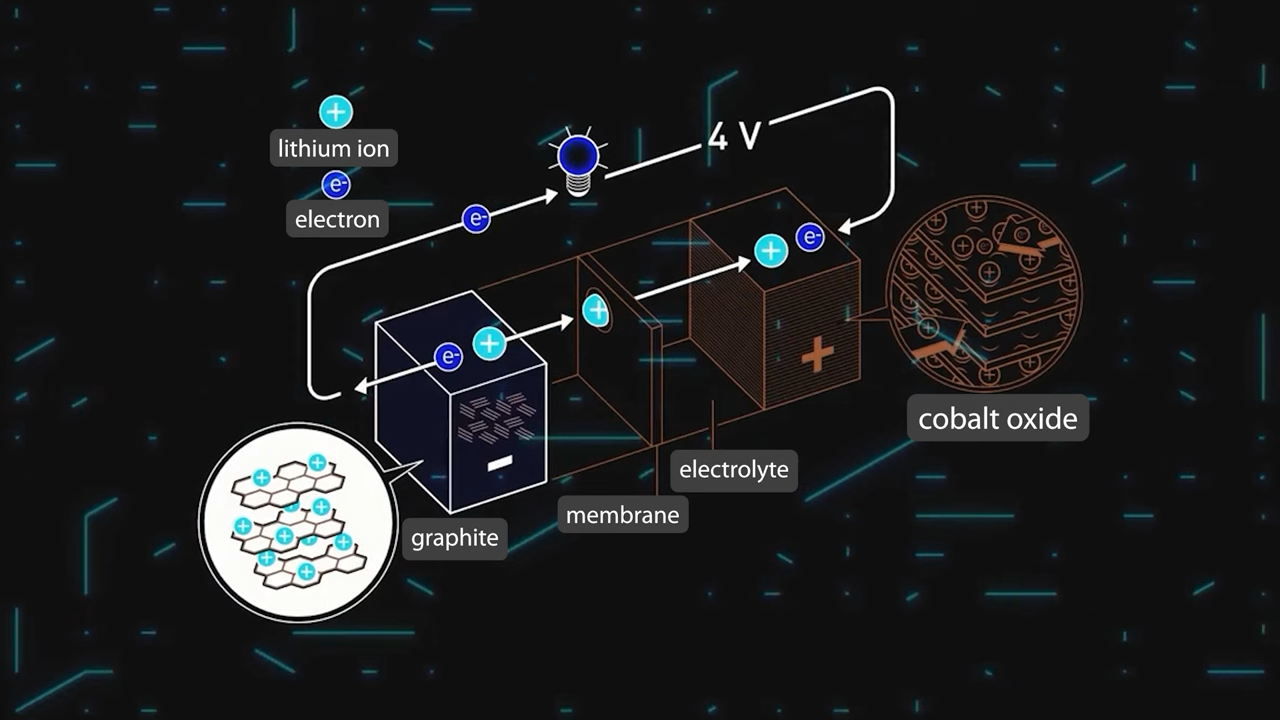 +
lithium ion
e-
electron
4 V
e-
+
e-
+
e-
+
+
-
cobalt oxide
electrolyte
membrane
graphite